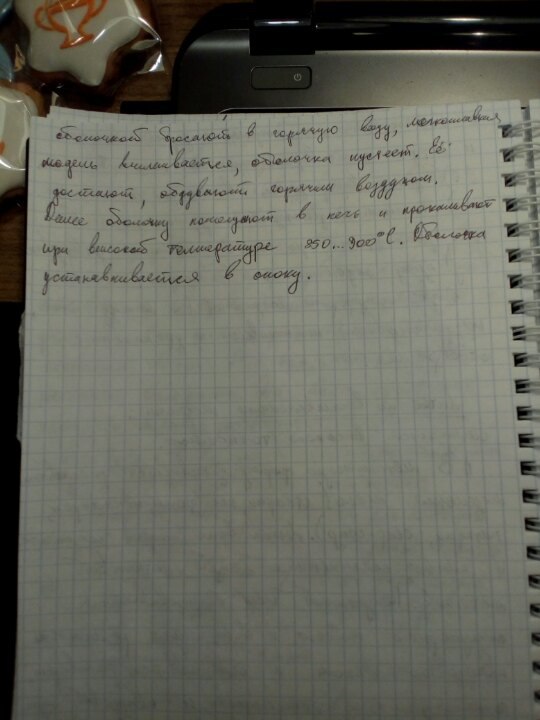 оболочкой бросают в горячую воду, легкоплавкая
модель выплавляется, оболочка пустеет. Её
достают, обдувают горячим воздухом.
Далее оболочку помещают в печь и прокаливают
при высокой температуре 850...900°С. Оболочка
устанавливается в опоку.